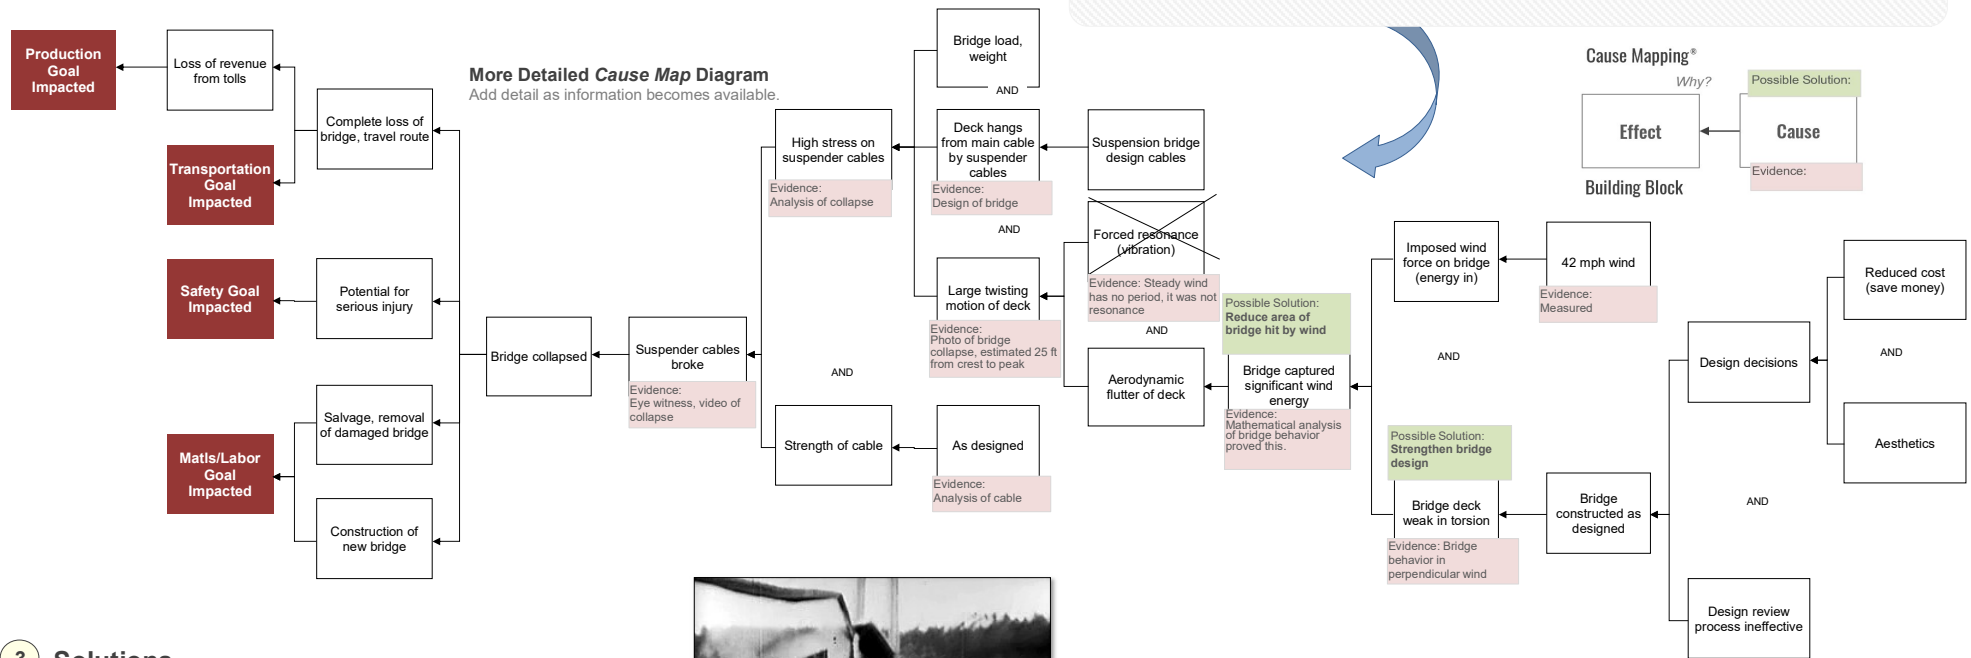 Production
Goal
Impacted
Loss of revenue
from tolls
Transportation
Goal
Impacted
Complete loss of
bridge, travel route
Safety Goal
Impacted
Potential for
serious injury
Matls/Labor
Goal
Impacted
Salvage, removal
of damaged bridge
Construction of
new bridge
More Detailed Cause Map Diagram
Add detail as information becomes available.
Bridge collapsed
Suspender cables
broke
Evidence:
Eye witness, video of
collapse
High stress on
suspender cables
Evidence:
Analysis of collapse
AND
Strength of cable
Bridge load,
weight
AND
Deck hangs
from main cable
by suspender
cables
Evidence:
Design of bridge
AND
Large twisting
motion of deck
Evidence:
Photo of bridge
collapse, estimated 25 ft
from crest to peak
As designed
Evidence:
Analysis of cable
Suspension bridge
design cables
Forced resonance
(vibration)
Evidence: Steady wind
has no period, it was not
resonance
AND
Aerodynamic
flutter of deck
Possible Solution:
Reduce area of
bridge hit by wind
Bridge captured
significant wind
energy
Evidence:
Mathematical analysis
of bridge behavior
proved this.
Imposed wind
force on bridge
(energy in)
42 mph wind
Evidence:
Measured
AND
Possible Solution:
Strengthen bridge
design
Bridge deck
weak in torsion
Evidence: Bridge
behavior in
perpendicular wind
Bridge
constructed as
designed
Design decisions
AND
Design review
process ineffective
Reduced cost
(save money)
AND
Aesthetics
Cause Mapping®
Why?
Possible Solution:
Effect
Cause
Evidence:
Building Block
3
Solutions